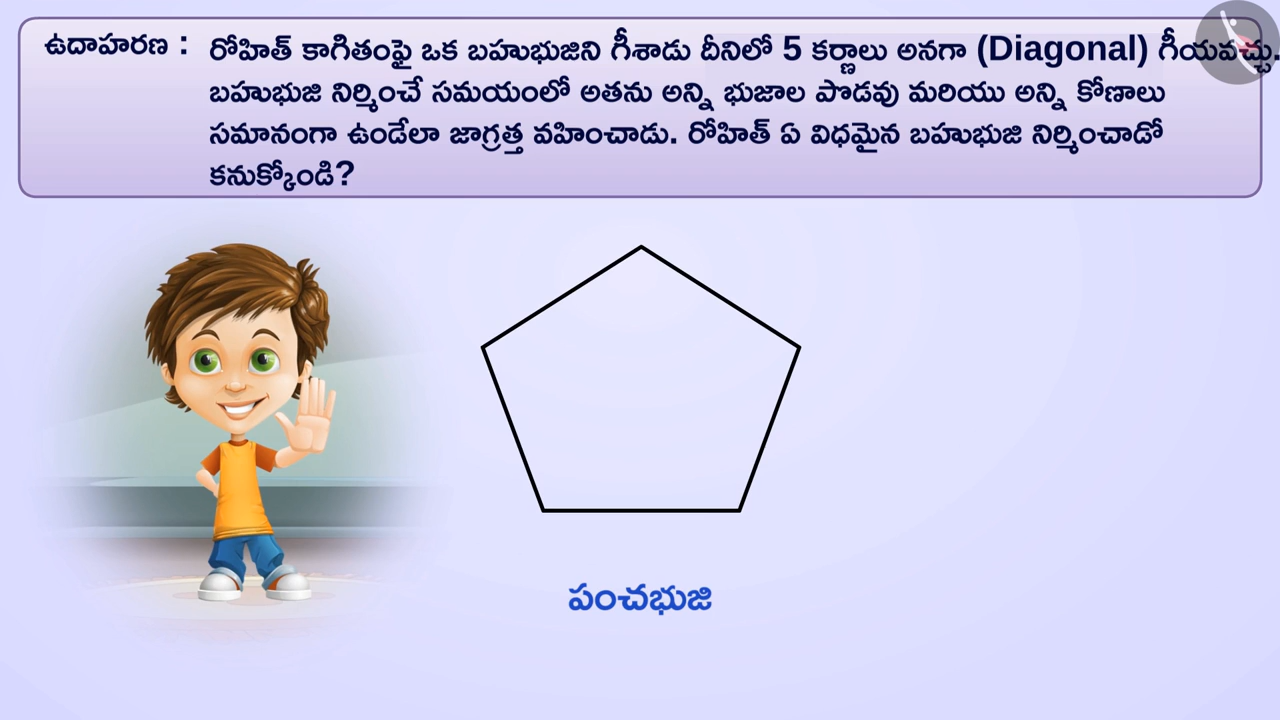 ఉదాహరణ : రోహిత్ కాగితంపై ఒక బహుభుజిని గీశాడు దీనిలో 5 కర్ణాలు అనగా (Diagonal) గీయవచ్చు.
బహుభుజి నిర్మించే సమయంలో అతను అన్ని భుజాల పొడవు మరియు అన్ని కోణాలు
సమానంగా ఉండేలా జాగ్రత్త వహించాడు. రోహిత్ ఏ విధమైన బహుభుజి నిర్మించాడో
కనుక్కోండి?
పంచభుజి